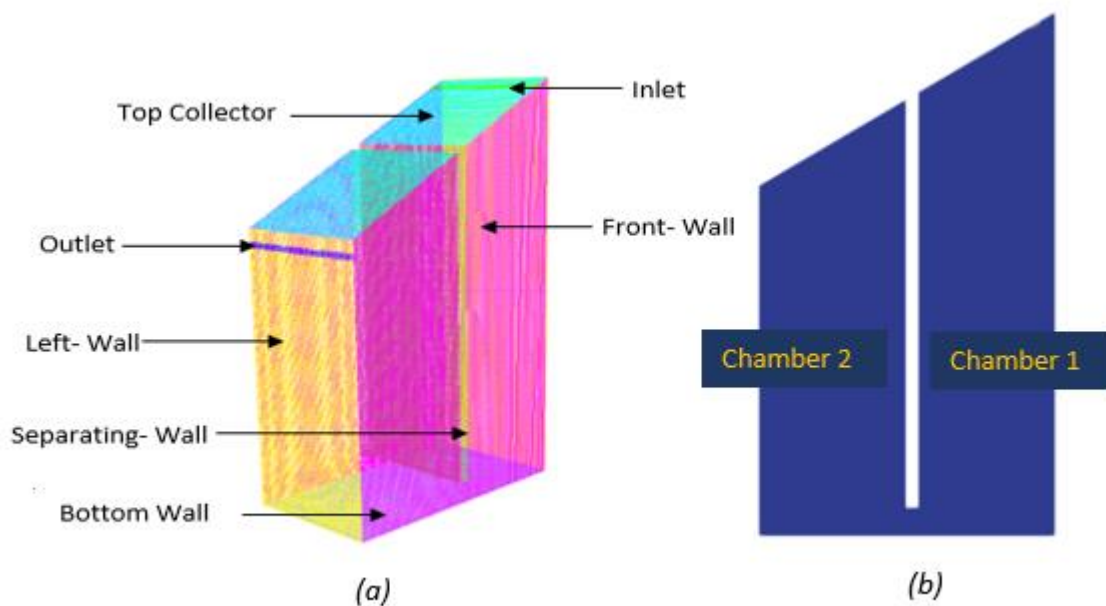 Top Collector
Inlet
Outlet
Front- Wall
Left- Wall
Chamber 2
Chamber 1
Separating- Wall
Bottom Wall
(a)
(b)